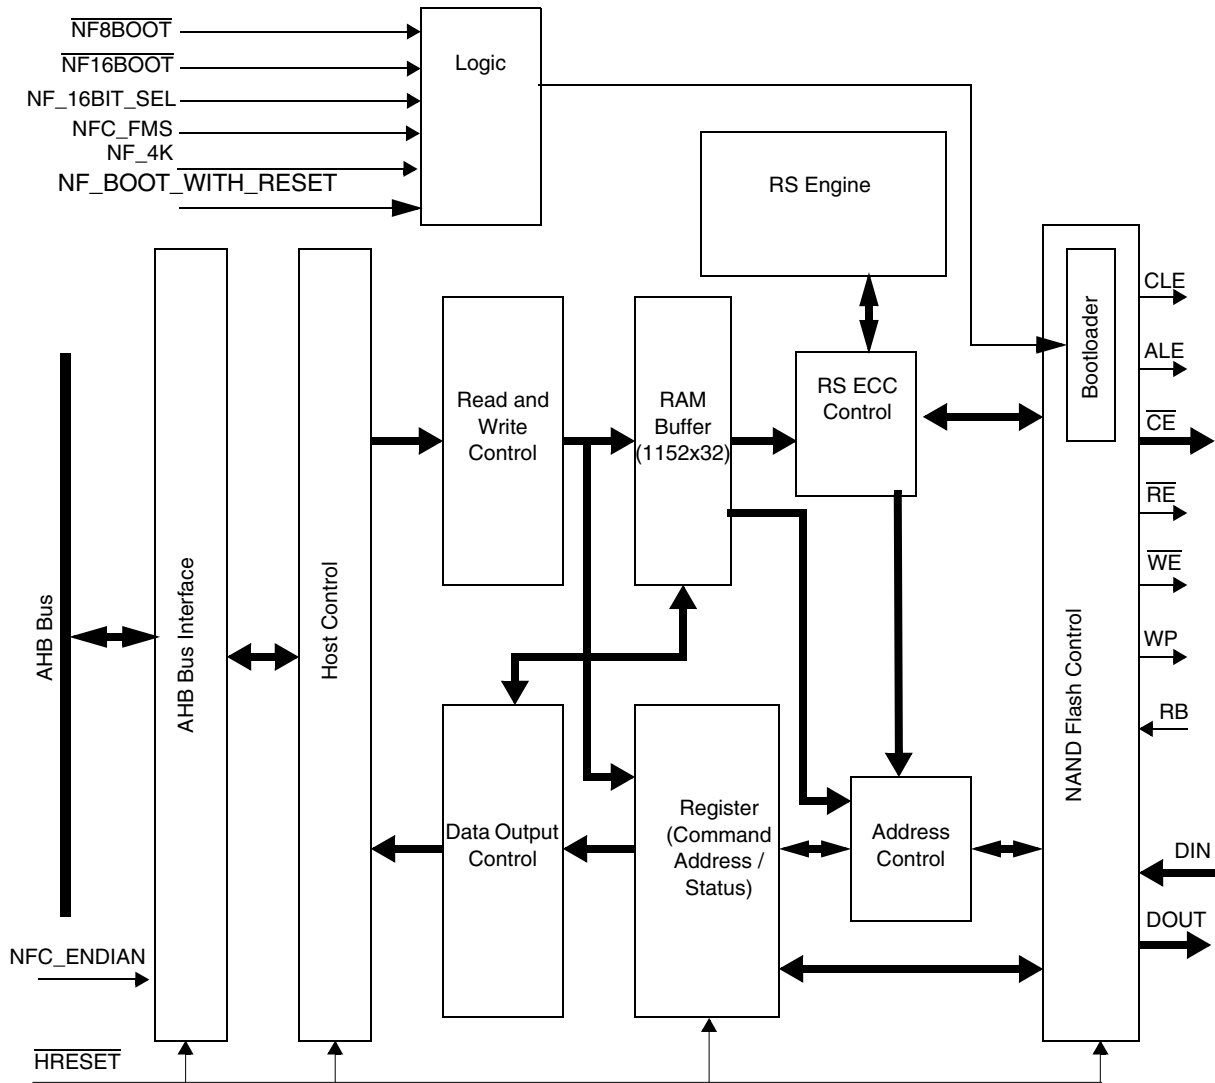 NF8BOOT
NF16BOOT
NF_16BIT_SEL
NFC_FMS
NF_4K
NF_BOOT_WITH_RESET
Logic
RS Engine
AHB Bus
AHB Bus Interface
Host Control
Read and
Write
Control
RAM
Buffer
(1152x32)
RS ECC
Control
Bootloader
NAND Flash Control
CLE
ALE
CE
RE
WE
WP
RB
DIN
DOUT
Data Output
Control
Register
(Command
Address /
Status)
Address
Control
NFC_ENDIAN
HRESET